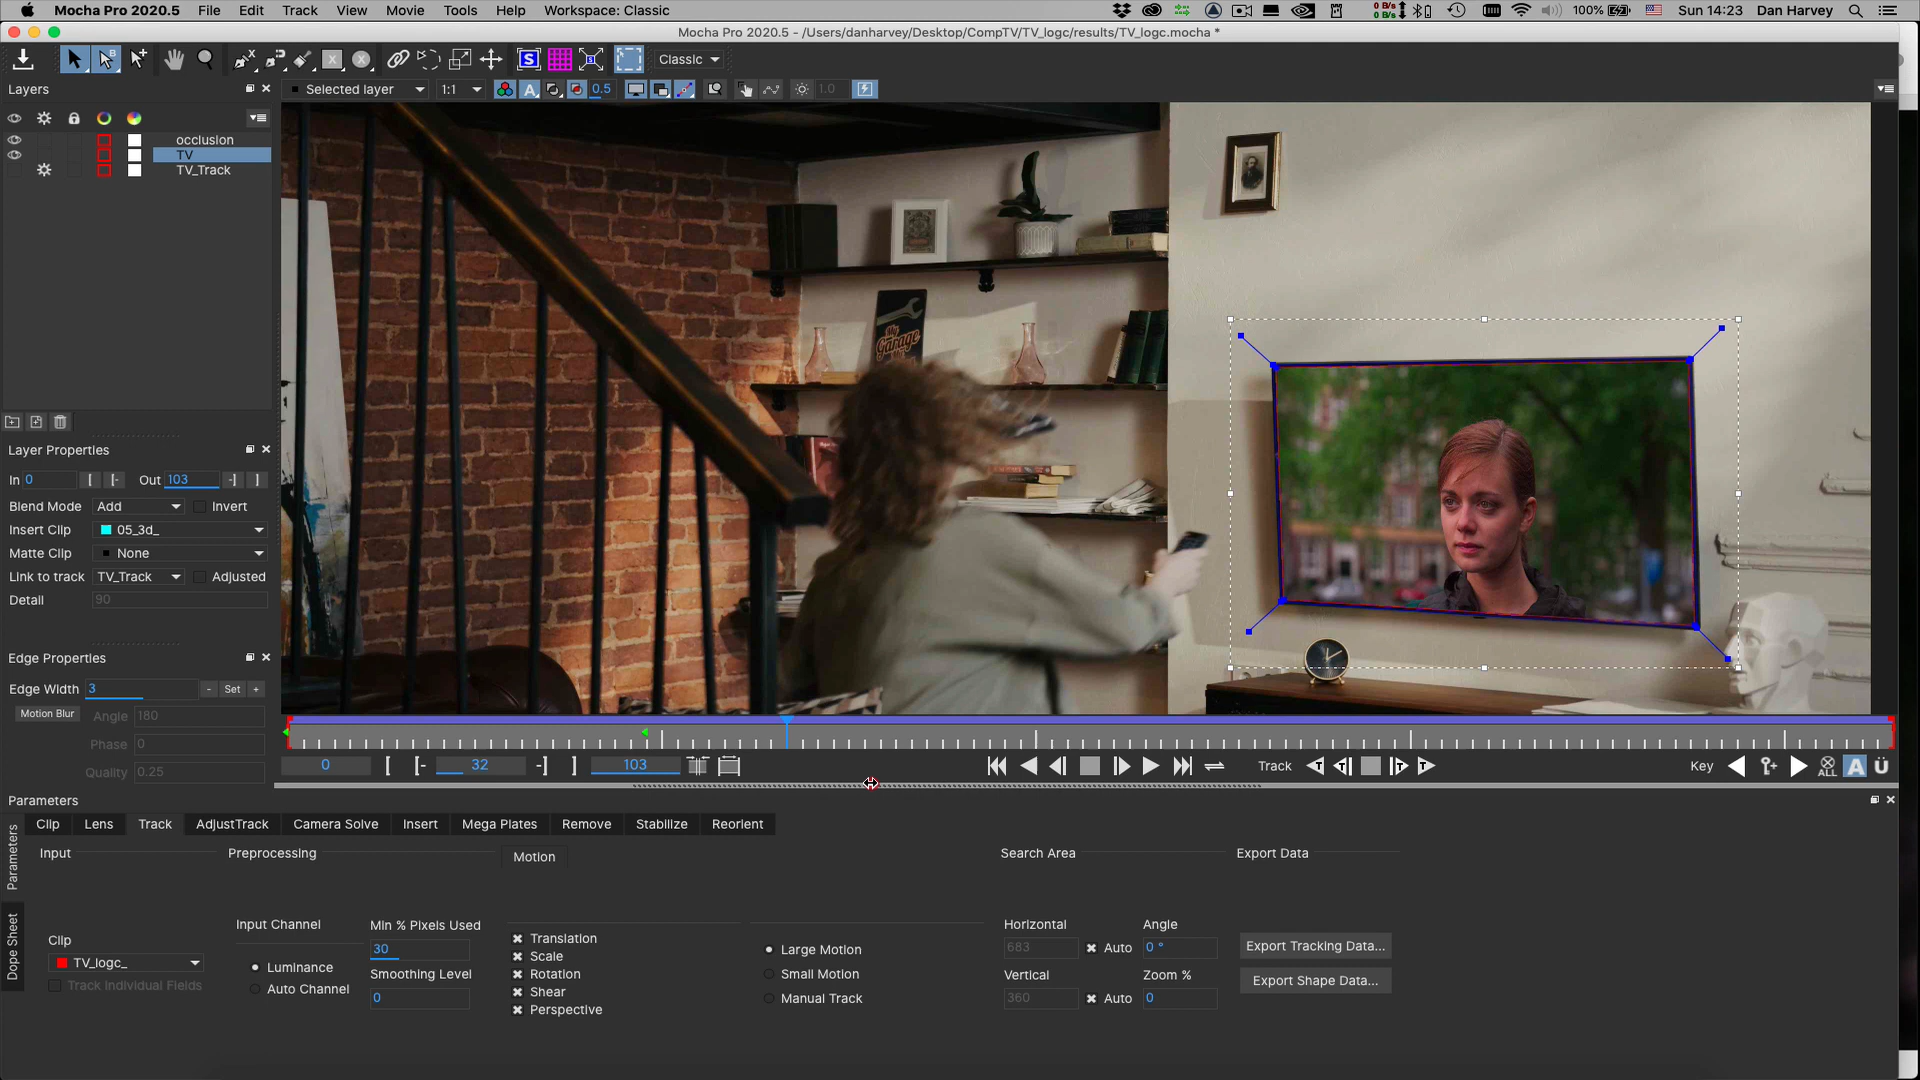 Mocha Pro 2020.5 File Edit Track View Movie Tools Help Workspace: Classic 0 B/s 0 B/s 100% Sun 14:23 Dan Harvey
Mocha Pro 2020.5 - /Users/danharvey/Desktop/CompTV/TV_logc/results/TV_logc.mocha *
Classic
Layers
Selected layer 1:1 0.5 1.0
occlusion
TV
TV_Track
My Garage
Layer Properties
In 0 Out 103
Blend Mode Add Invert
Insert Clip 05_3d_
Matte Clip None
Link to track TV_Track Adjusted
Detail 90
Edge Properties
Edge Width 3 - Set +
Motion Blur Angle 180
Phase 0
Quality 0.25
0 32 103 Track Key ALL
Parameters
Clip Lens Track AdjustTrack Camera Solve Insert Mega Plates Remove Stabilize Reorient
Parameters
Dope Sheet
Input Preprocessing Motion Search Area Export Data
Input Channel Min % Pixels Used Horizontal Angle
Clip 30 Translation Large Motion 683 Auto 0 ° Export Tracking Data...
TV_logc_ Luminance Smoothing Level Scale Small Motion Vertical Zoom % Export Shape Data...
Track Individual Fields Auto Channel 0 Rotation Manual Track 360 Auto 0
Shear
Perspective